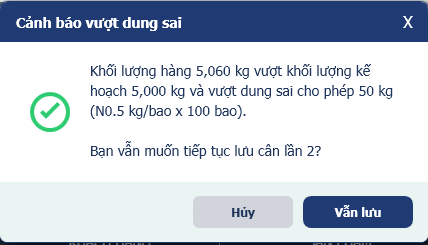 Cảnh báo vượt dung sai X
Khối lượng hàng 5,060 kg vượt khối lượng kế
hoạch 5,000 kg và vượt dung sai cho phép 50 kg
(N0.5 kg/bao x 100 bao).
Bạn vẫn muốn tiếp tục lưu cân lần 2?
Hủy Vẫn lưu